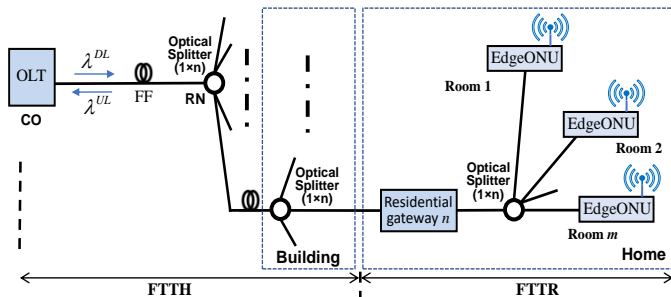 OLT
CO
λ^DL
λ^UL
FF
Optical
Splitter
(1×n)
RN
Optical
Splitter
(1×n)
Building
Residential
gateway n
Optical
Splitter
(1×n)
EdgeONU
Room 1
EdgeONU
Room 2
EdgeONU
Room m
Home
FTTH
FTTR